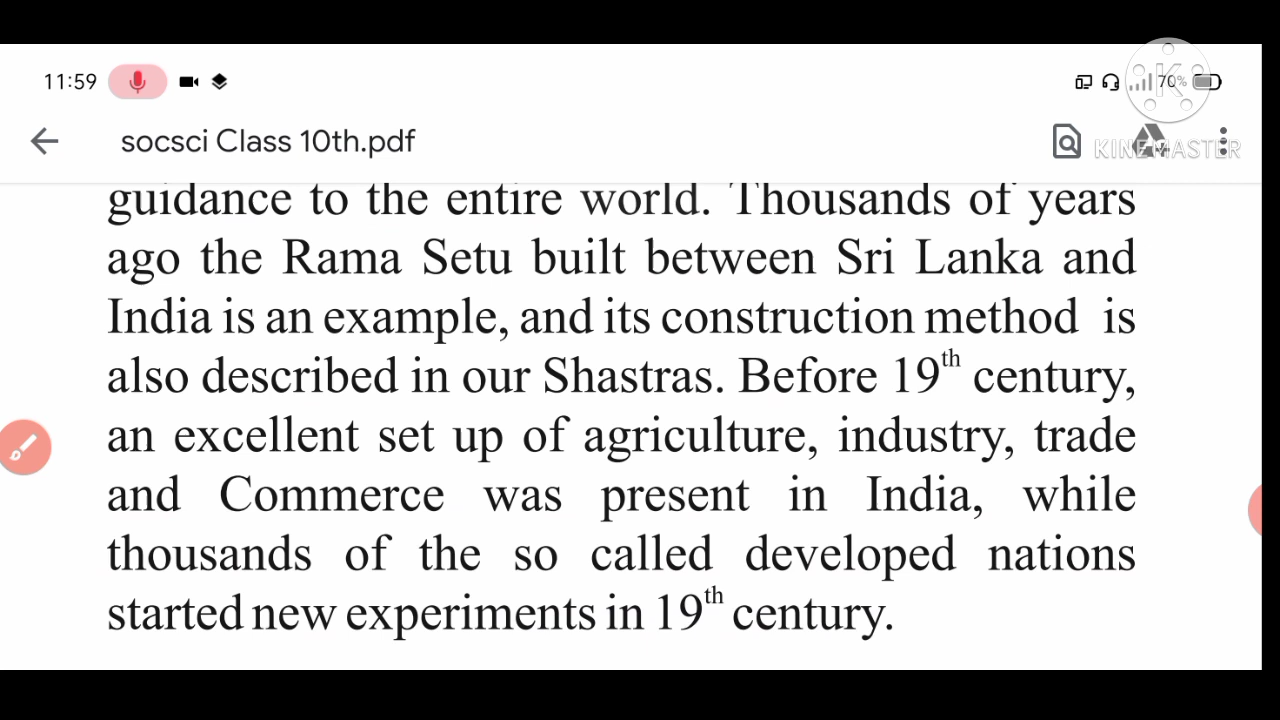 11:59 70%
socsci Class 10th.pdf
KINEMASTER
guidance to the entire world. Thousands of years
ago the Rama Setu built between Sri Lanka and
India is an example, and its construction method is
also described in our Shastras. Before 19th century,
an excellent set up of agriculture, industry, trade
and Commerce was present in India, while
thousands of the so called developed nations
started new experiments in 19th century.